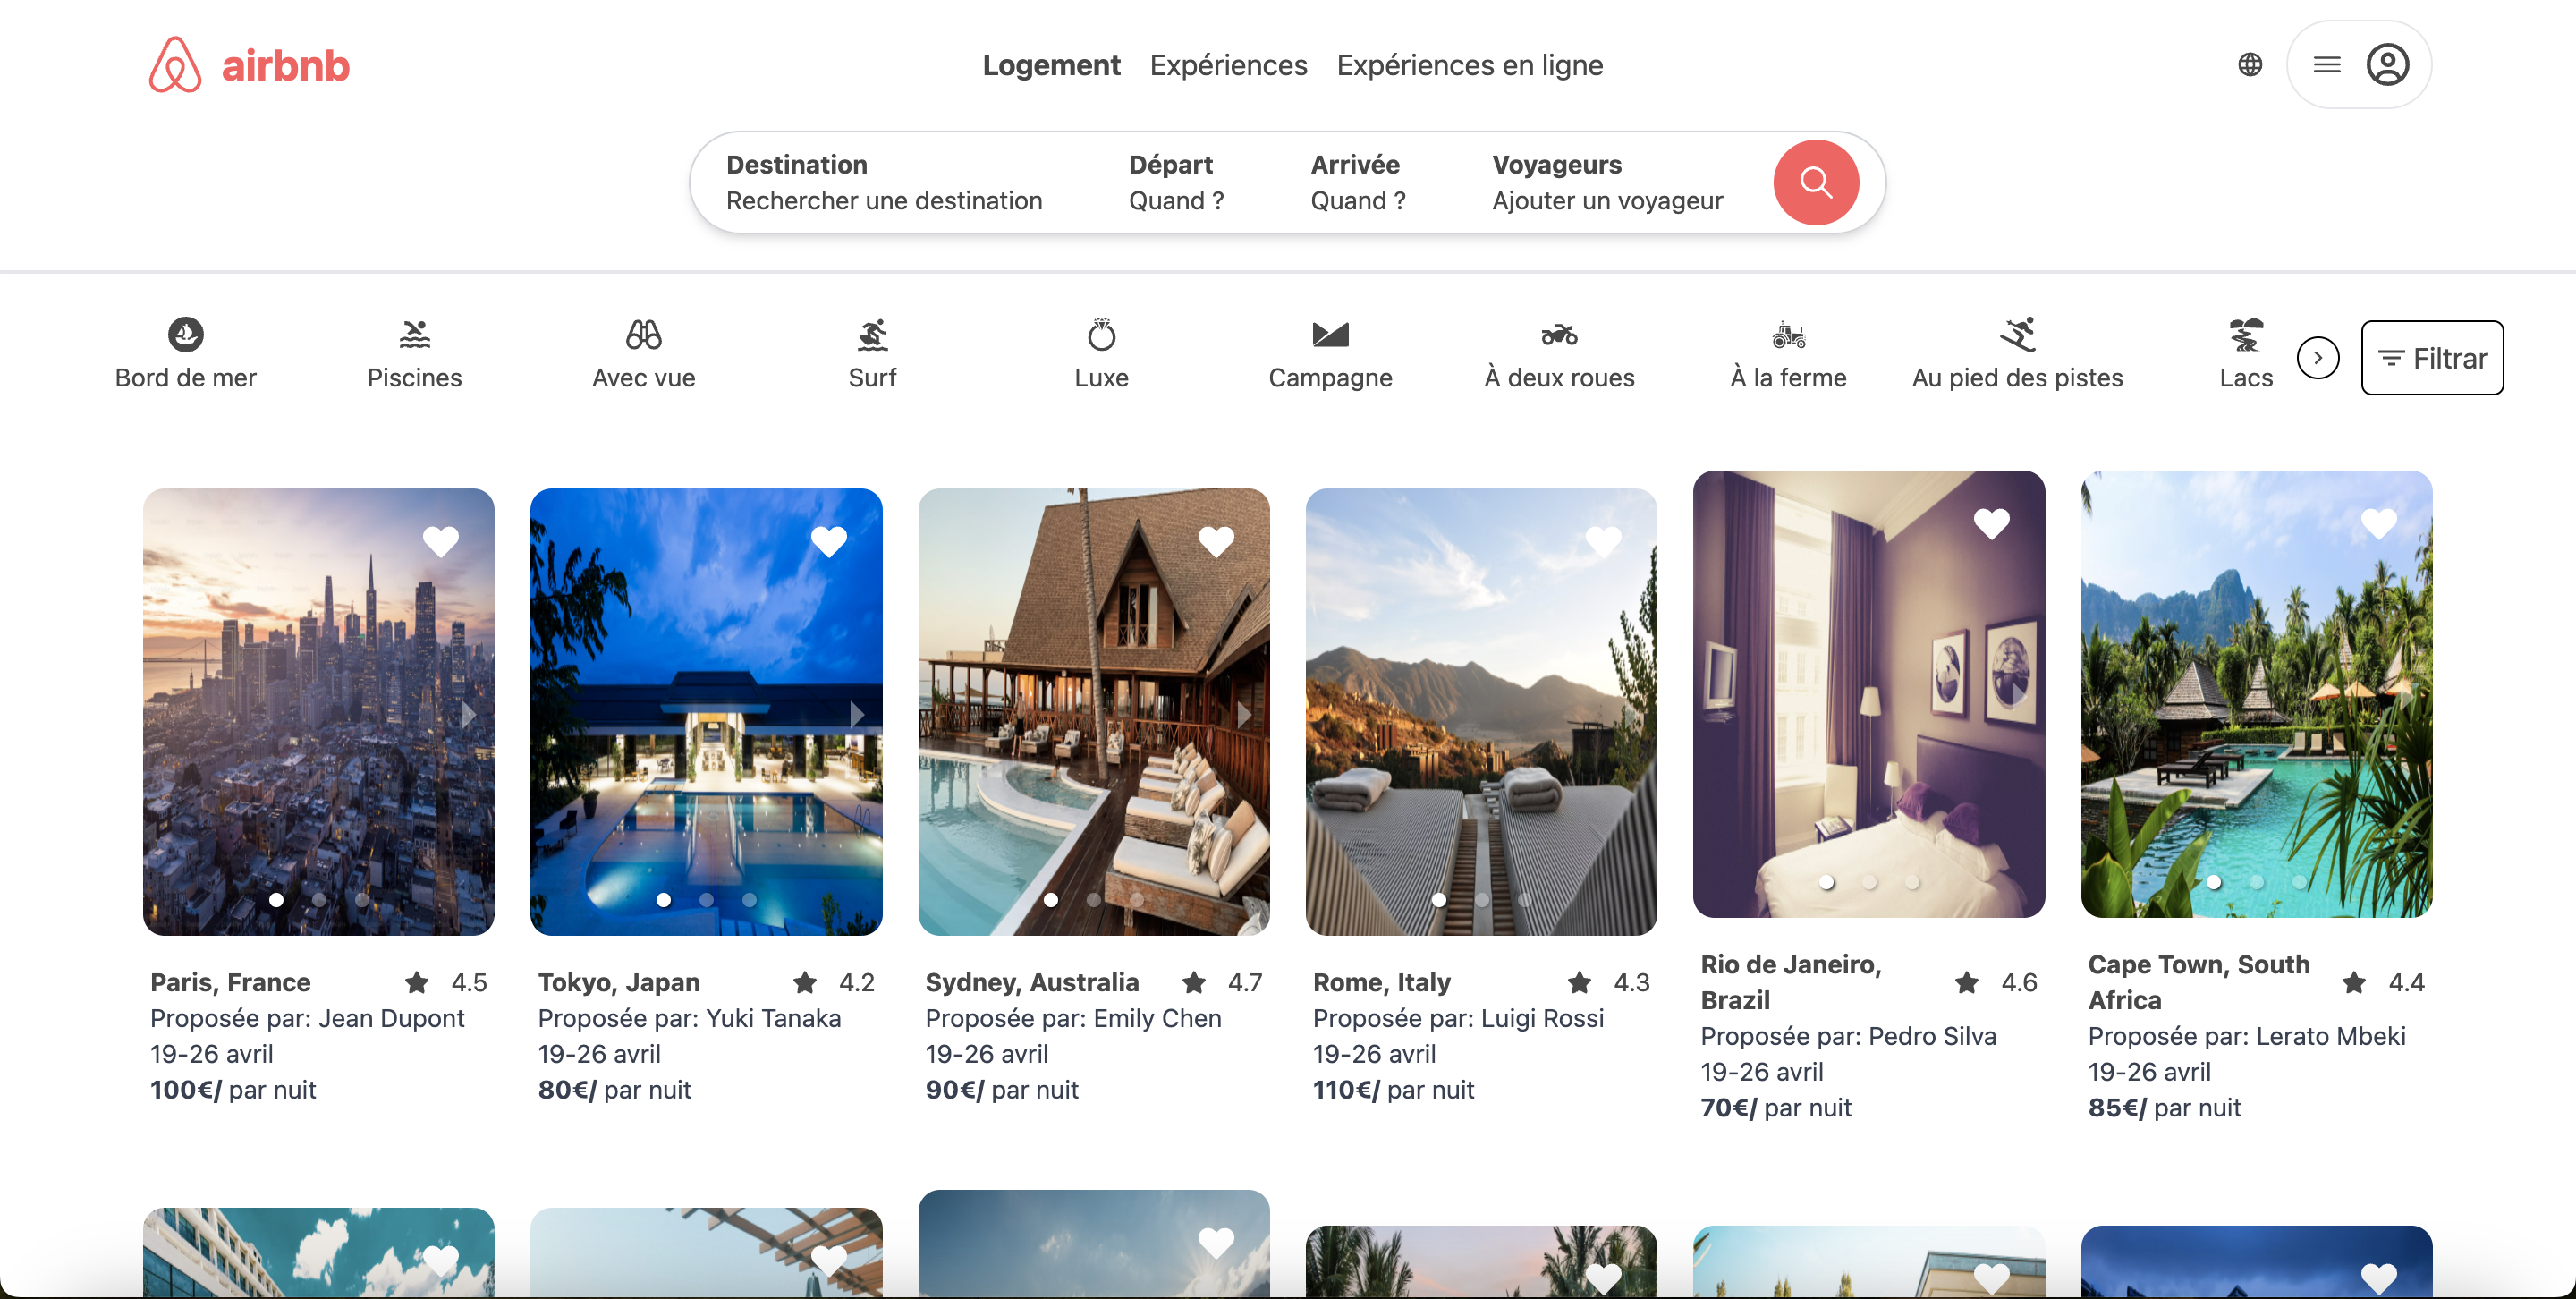 airbnb
Logement Expériences Expériences en ligne
Destination Départ Arrivée Voyageurs
Rechercher une destination Quand ? Quand ? Ajouter un voyageur
Bord de mer Piscines Avec vue Surf Luxe Campagne À deux roues À la ferme Au pied des pistes Lacs Filtrar
Paris, France 4.5
Proposée par: Jean Dupont
19-26 avril
100€/ par nuit
Tokyo, Japan 4.2
Proposée par: Yuki Tanaka
19-26 avril
80€/ par nuit
Sydney, Australia 4.7
Proposée par: Emily Chen
19-26 avril
90€/ par nuit
Rome, Italy 4.3
Proposée par: Luigi Rossi
19-26 avril
110€/ par nuit
Rio de Janeiro,
Brazil 4.6
Proposée par: Pedro Silva
19-26 avril
70€/ par nuit
Cape Town, South
Africa 4.4
Proposée par: Lerato Mbeki
19-26 avril
85€/ par nuit